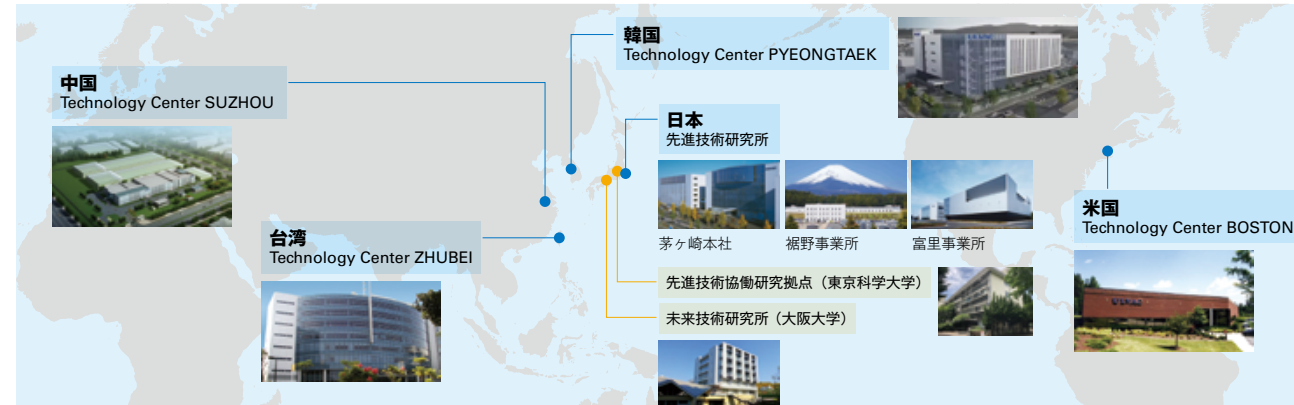 中国
Technology Center SUZHOU
台湾
Technology Center ZHUBEI
韓国
Technology Center PYEONGTAEK
日本
先進技術研究所
茅ヶ崎本社
裾野事業所
富里事業所
先進技術協働研究拠点（東京科学大学）
未来技術研究所（大阪大学）
米国
Technology Center BOSTON